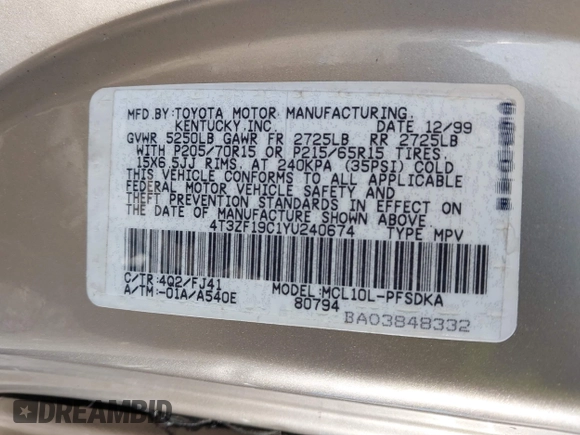 MFD.BY:TOYOTA MOTOR MANUFACTURING,
KENTUCKY,INC. DATE 12/99
GVWR 5250LB GAWR FR 2725LB RR 2725LB
WITH P205/70R15 or P215/65R15 TIRES,
15X6.5JJ RIMS, AT 240KPA (35PSI) COLD
THIS VEHICLE CONFORMS TO ALL APPLICABLE
FEDERAL MOTOR VEHICLE SAFETY AND
THEFT PREVENTION STANDARDS IN EFFECT ON
THE DATE OF MANUFACTURE SHOWN ABOVE.
4T3ZF19C1YU240674 TYPE MPV
C/TR:4Q2/FJ41 MODEL:MCL10L-PFSDKA
A/TM:-01A/A540E 80794
BA03848332
DREAMBID